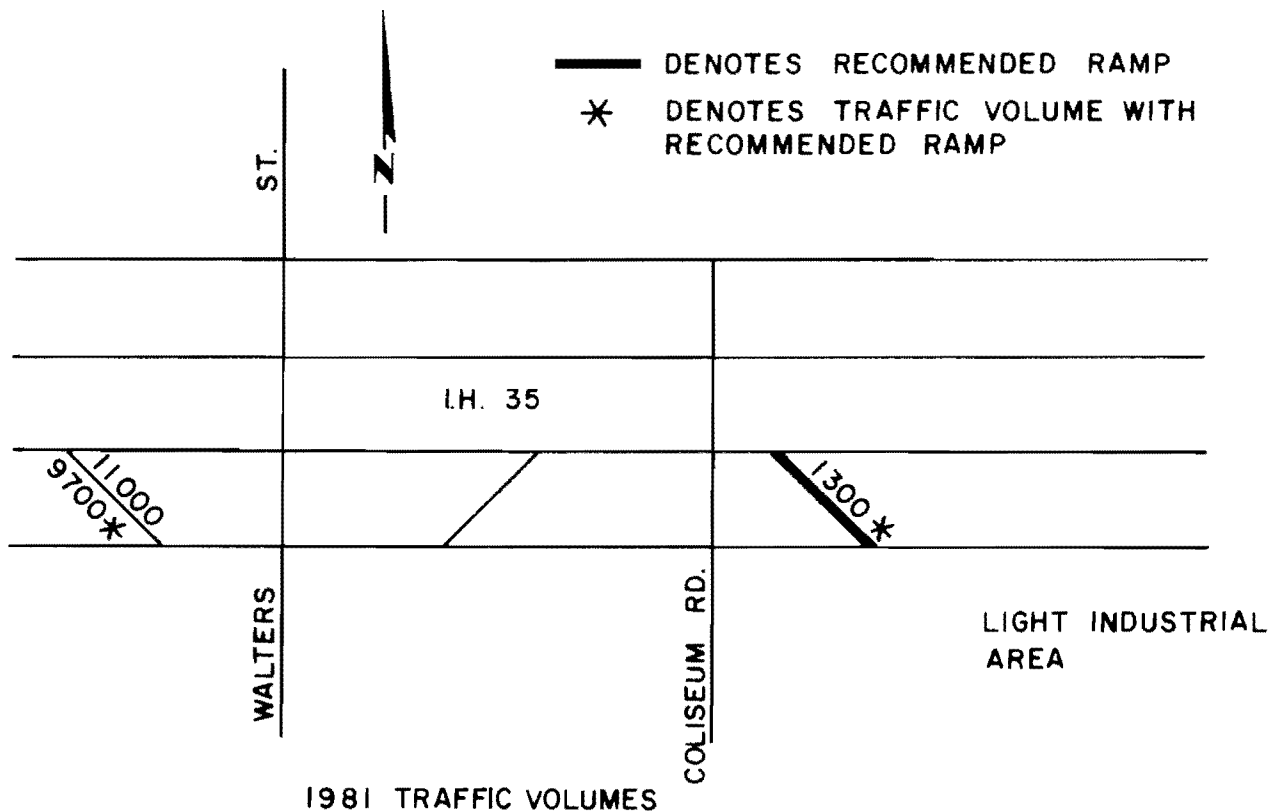 DENOTES RECOMMENDED RAMP
* DENOTES TRAFFIC VOLUME WITH
RECOMMENDED RAMP
N
ST.
I.H. 35
11000
9700*
1300*
WALTERS
COLISEUM RD.
LIGHT INDUSTRIAL
AREA
1981 TRAFFIC VOLUMES